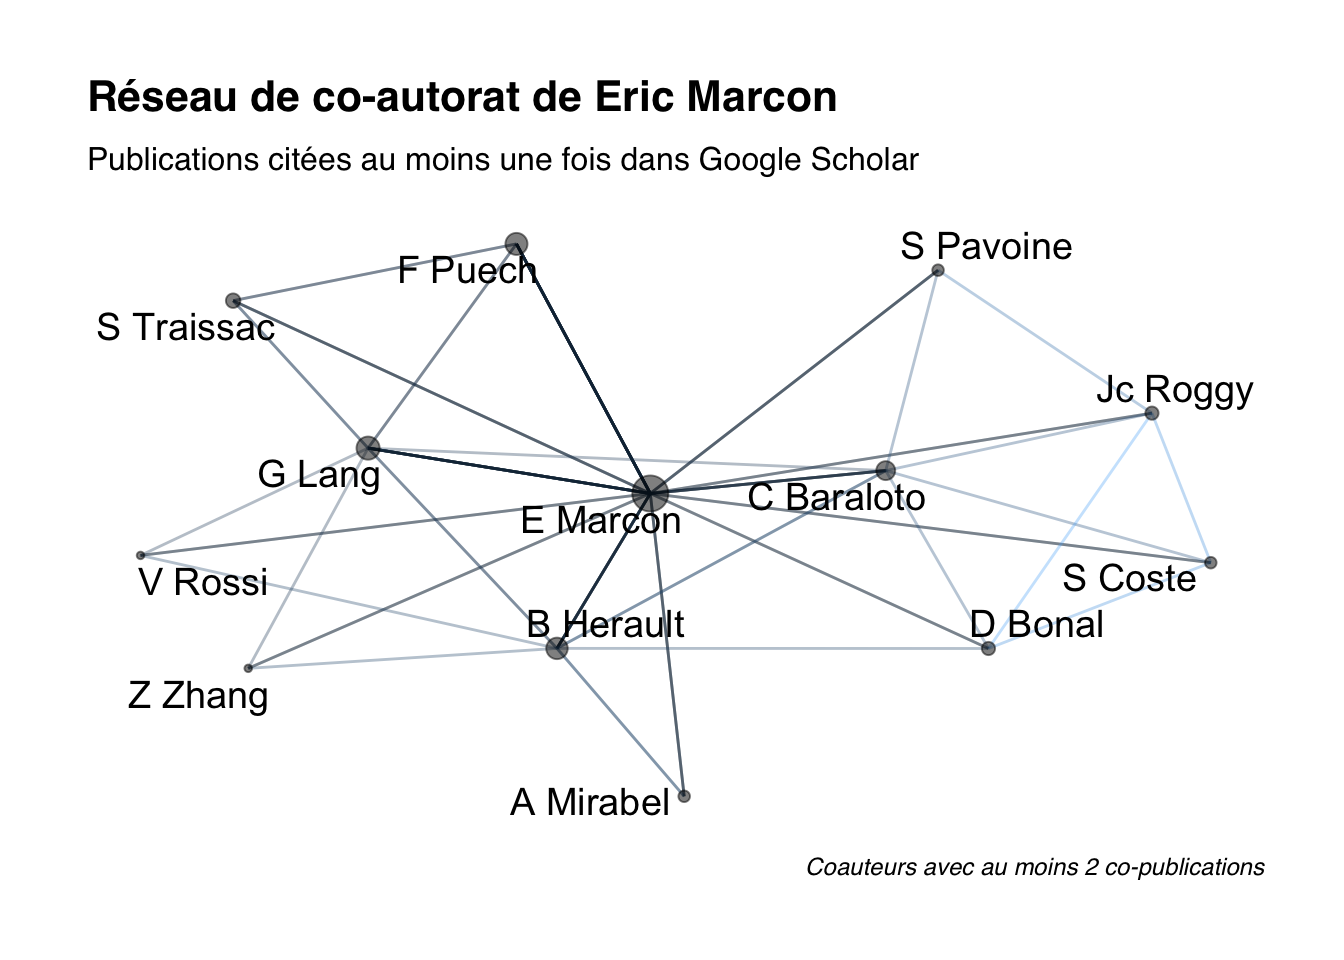 Réseau de co-autorat de Eric Marcon
Publications citées au moins une fois dans Google Scholar
S Pavoine
F Puech
S Traissac
Jc Roggy
G Lang
C Baraloto
E Marcon
V Rossi
S Coste
B Herault
D Bonal
Z Zhang
A Mirabel
Coauteurs avec au moins 2 co-publications